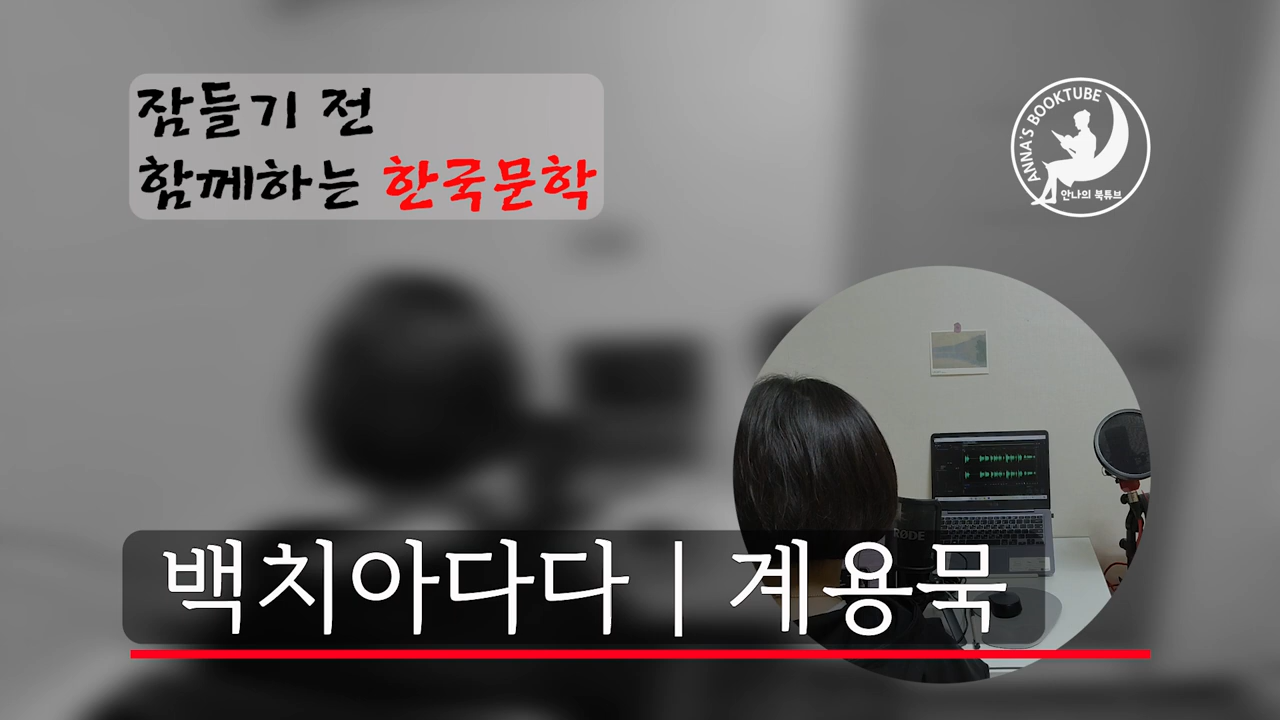 잠들기 전
함께하는 한국문학
ANNA'S BOOKTUBE
안나의 북튜브
RØDE
백치아다다 | 계용묵